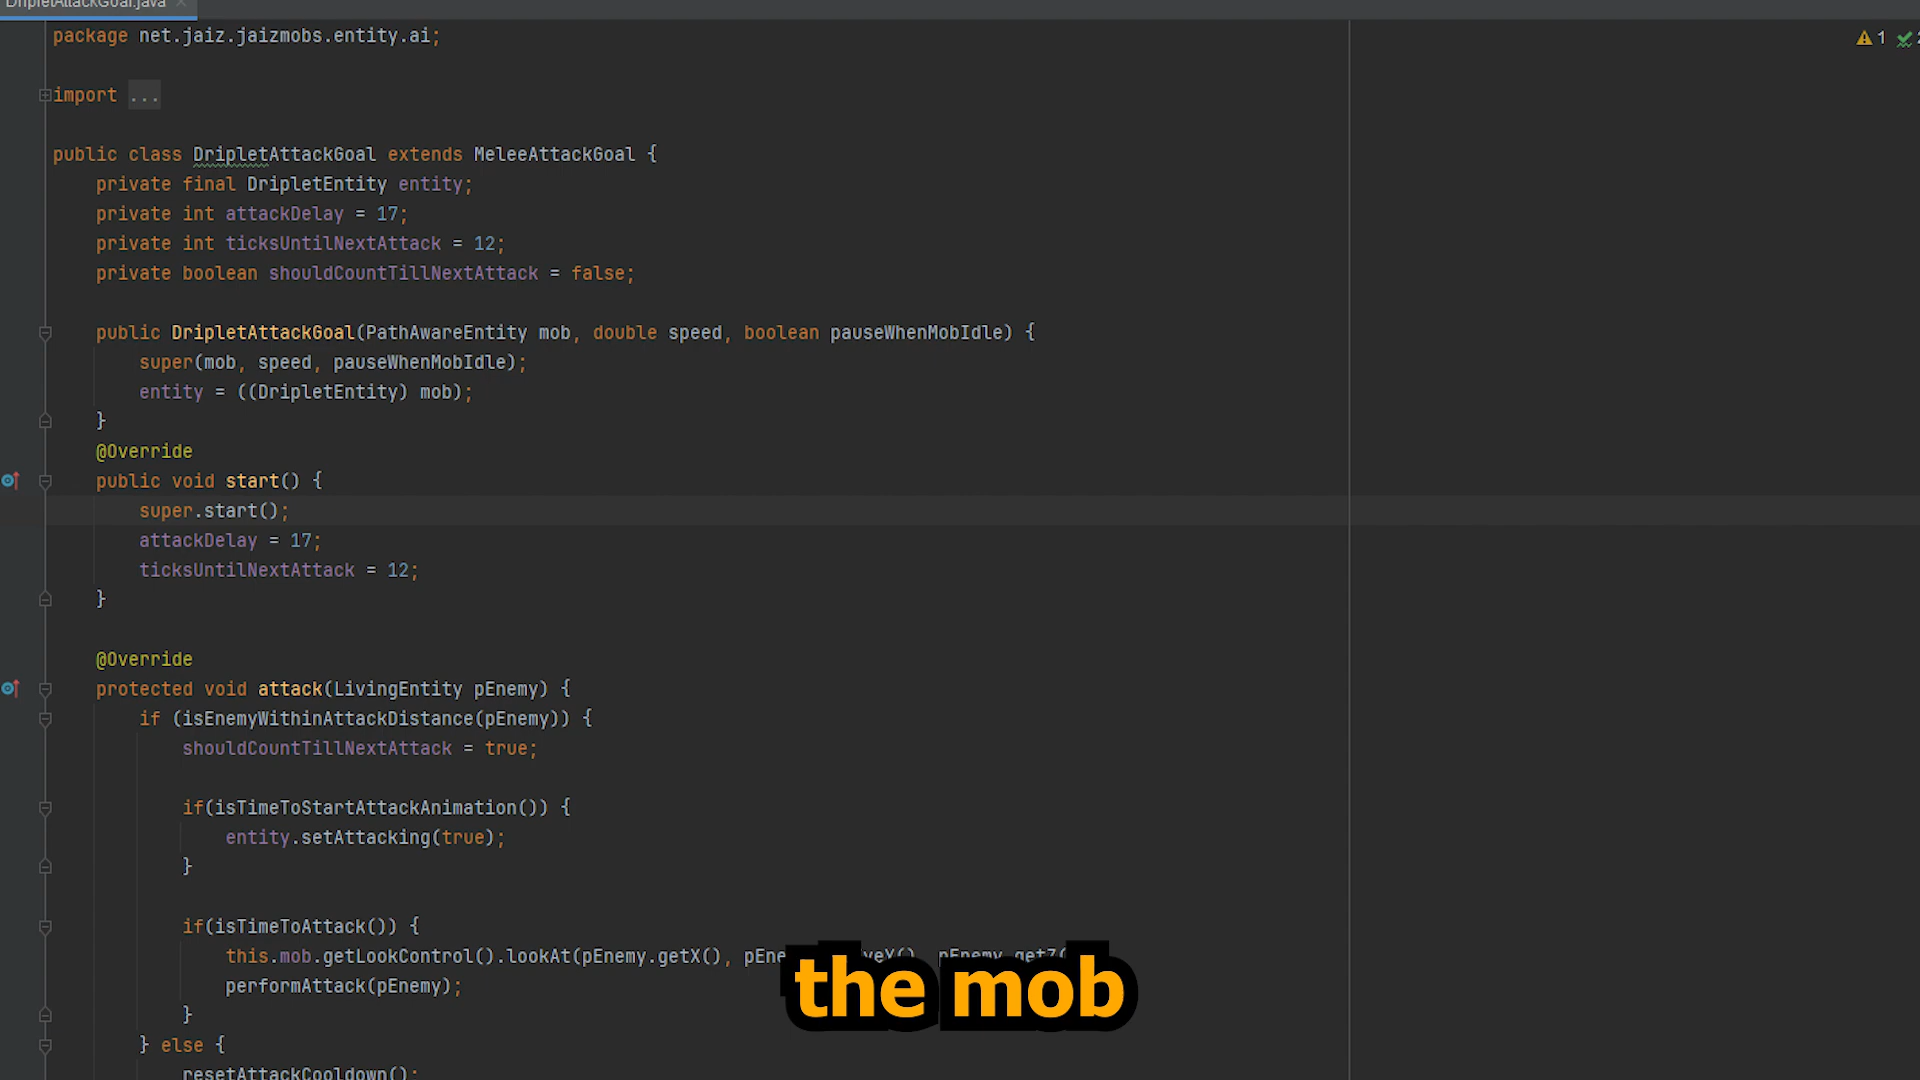 DripletAttackGoal.java
package net.jaiz.jaizmobs.entity.ai;
1
import ...
public class DripletAttackGoal extends MeleeAttackGoal {
private final DripletEntity entity;
private int attackDelay = 17;
private int ticksUntilNextAttack = 12;
private boolean shouldCountTillNextAttack = false;
public DripletAttackGoal(PathAwareEntity mob, double speed, boolean pauseWhenMobIdle) {
super(mob, speed, pauseWhenMobIdle);
entity = ((DripletEntity) mob);
}
@Override
public void start() {
super.start();
attackDelay = 17;
ticksUntilNextAttack = 12;
}
@Override
protected void attack(LivingEntity pEnemy) {
if (isEnemyWithinAttackDistance(pEnemy)) {
shouldCountTillNextAttack = true;
if(isTimeToStartAttackAnimation()) {
entity.setAttacking(true);
}
if(isTimeToAttack()) {
this.mob.getLookControl().lookAt(pEnemy.getX(), pEnemy.getZ(
performAttack(pEnemy);
the mob
}
} else {
resetAttackCooldown();